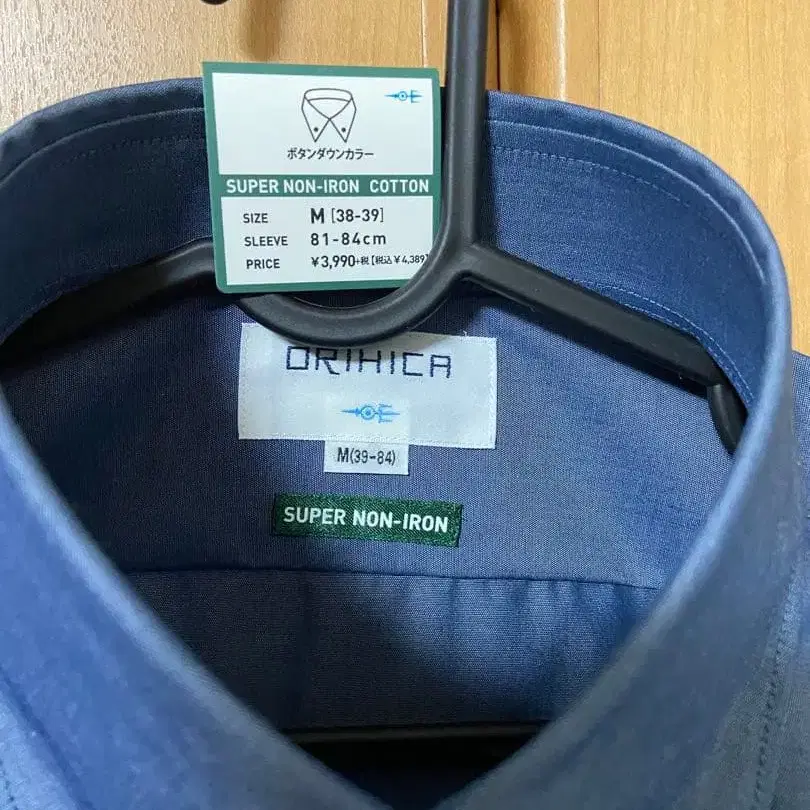 ボタンダウンカラー
SUPER NON-IRON COTTON
SIZE M [38-39]
SLEEVE 81-84cm
PRICE ¥3,990+税【税込¥4,389】
ORIHICA
M(39-84)
SUPER NON-IRON